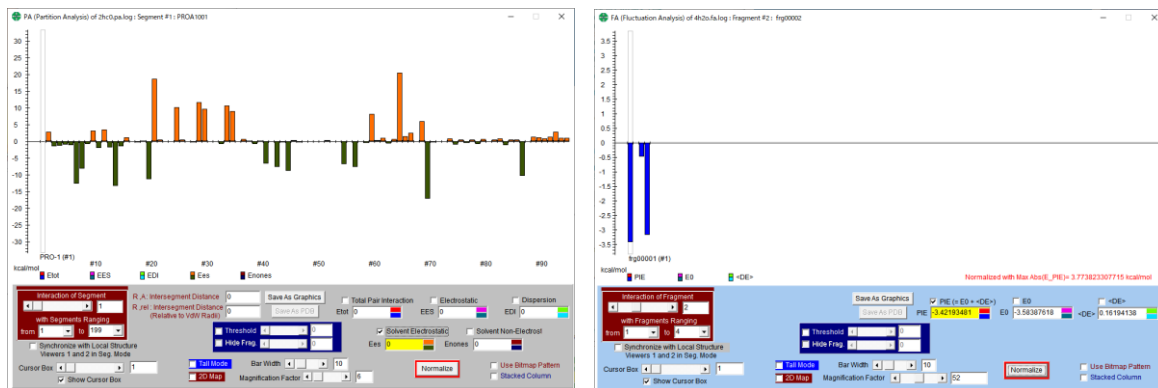 PA (Partition Analysis) of 2hc0.pa.log : Segment #1 : PROA1001
30
25
20
15
10
5
0
-5
-10
-15
-20
-25
-30
PRO-1 (#1)
#10
#20
#30
#40
#50
#60
#70
#80
#90
kcal/mol
Etot
EES
EDI
Ees
Enones
Interaction of Segment
1
with Fragments Ranging
from 1 to 199
Synchronize with Local Structure
Viewers 1 and 2 in Seg. Mode
Cursor Box
1
Show Cursor Box
R_A: Intersegment Distance 0
R_rel: Intersegment Distance 0
(Relative to VdW Radii)
Save As Graphics
Save As PDB
Total Pair Interaction
Electrostatic
Dispersion
Etot 0
EES 0
EDI 0
Threshold 0
Hide Frag. 0
Solvent Electrostatic
Solvent Non-Electrosl
Ees 0
Enones 0
Tall Mode
2D Map
Bar Width 10
Magnification Factor 6
Normalize
Use Bitmap Pattern
Stacked Column
FA (Fluctuation Analysis) of 4h2o.fa.log : Fragment #2 : frg00002
3.5
3
2.5
2
1.5
1
0.5
0
-0.5
-1
-1.5
-2
-2.5
-3
-3.5
frg00001 (#1)
kcal/mol
PIE
E0
<DE>
Normalized with Max Abs(E_PIE)= 3.773823307715 kcal/mol
Interaction of Fragment
2
with Fragments Ranging
from 1 to 4
Synchronize with Local Structure
Viewers 1 and 2 in Seg. Mode
Cursor Box
1
Show Cursor Box
Save As Graphics
Save As PDB
PIE (= E0 + <DE>)
E0
<DE>
PIE -3.42193481
E0 -3.58387618
<DE> 0.16194138
Threshold 0
Hide Frag. 0
Tall Mode
2D Map
Bar Width 10
Magnification Factor 52
Normalize
Use Bitmap Pattern
Stacked Column